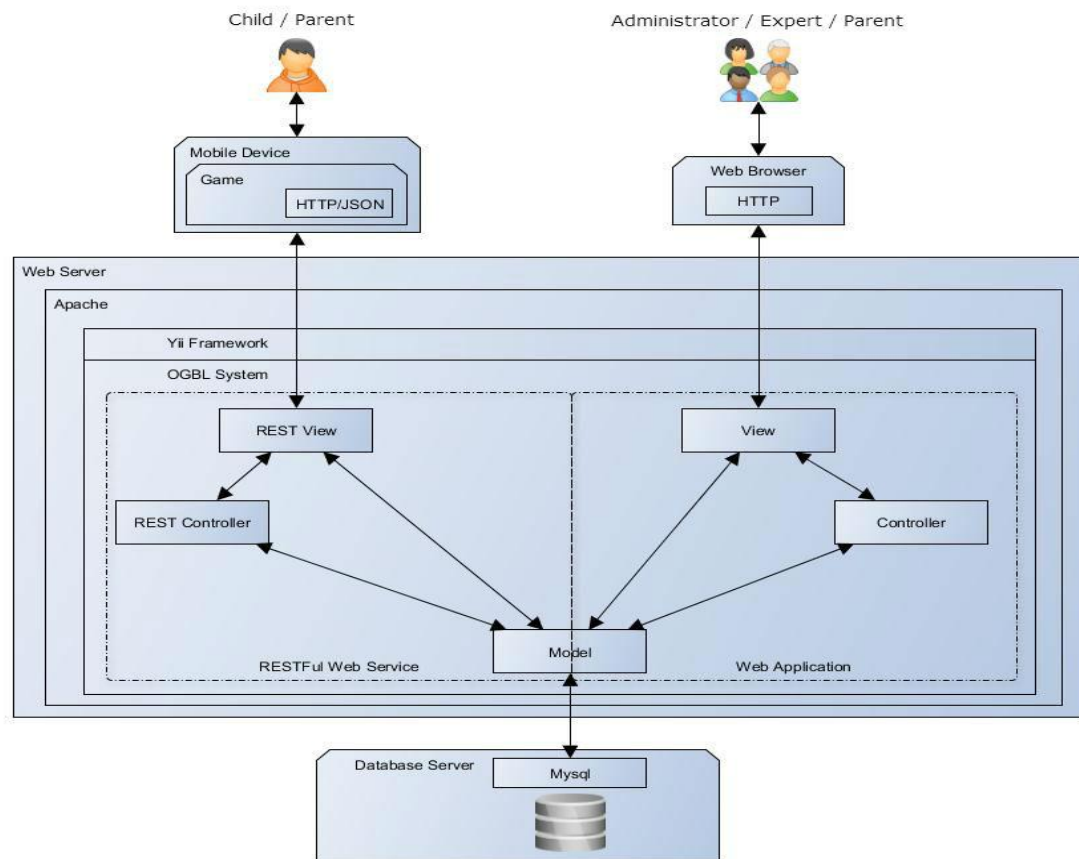 Child / Parent
Administrator / Expert / Parent
Mobile Device
Game
HTTP/JSON
Web Browser
HTTP
Web Server
Apache
Yii Framework
OGBL System
REST View
View
REST Controller
Controller
Model
RESTFul Web Service
Web Application
Database Server
Mysql